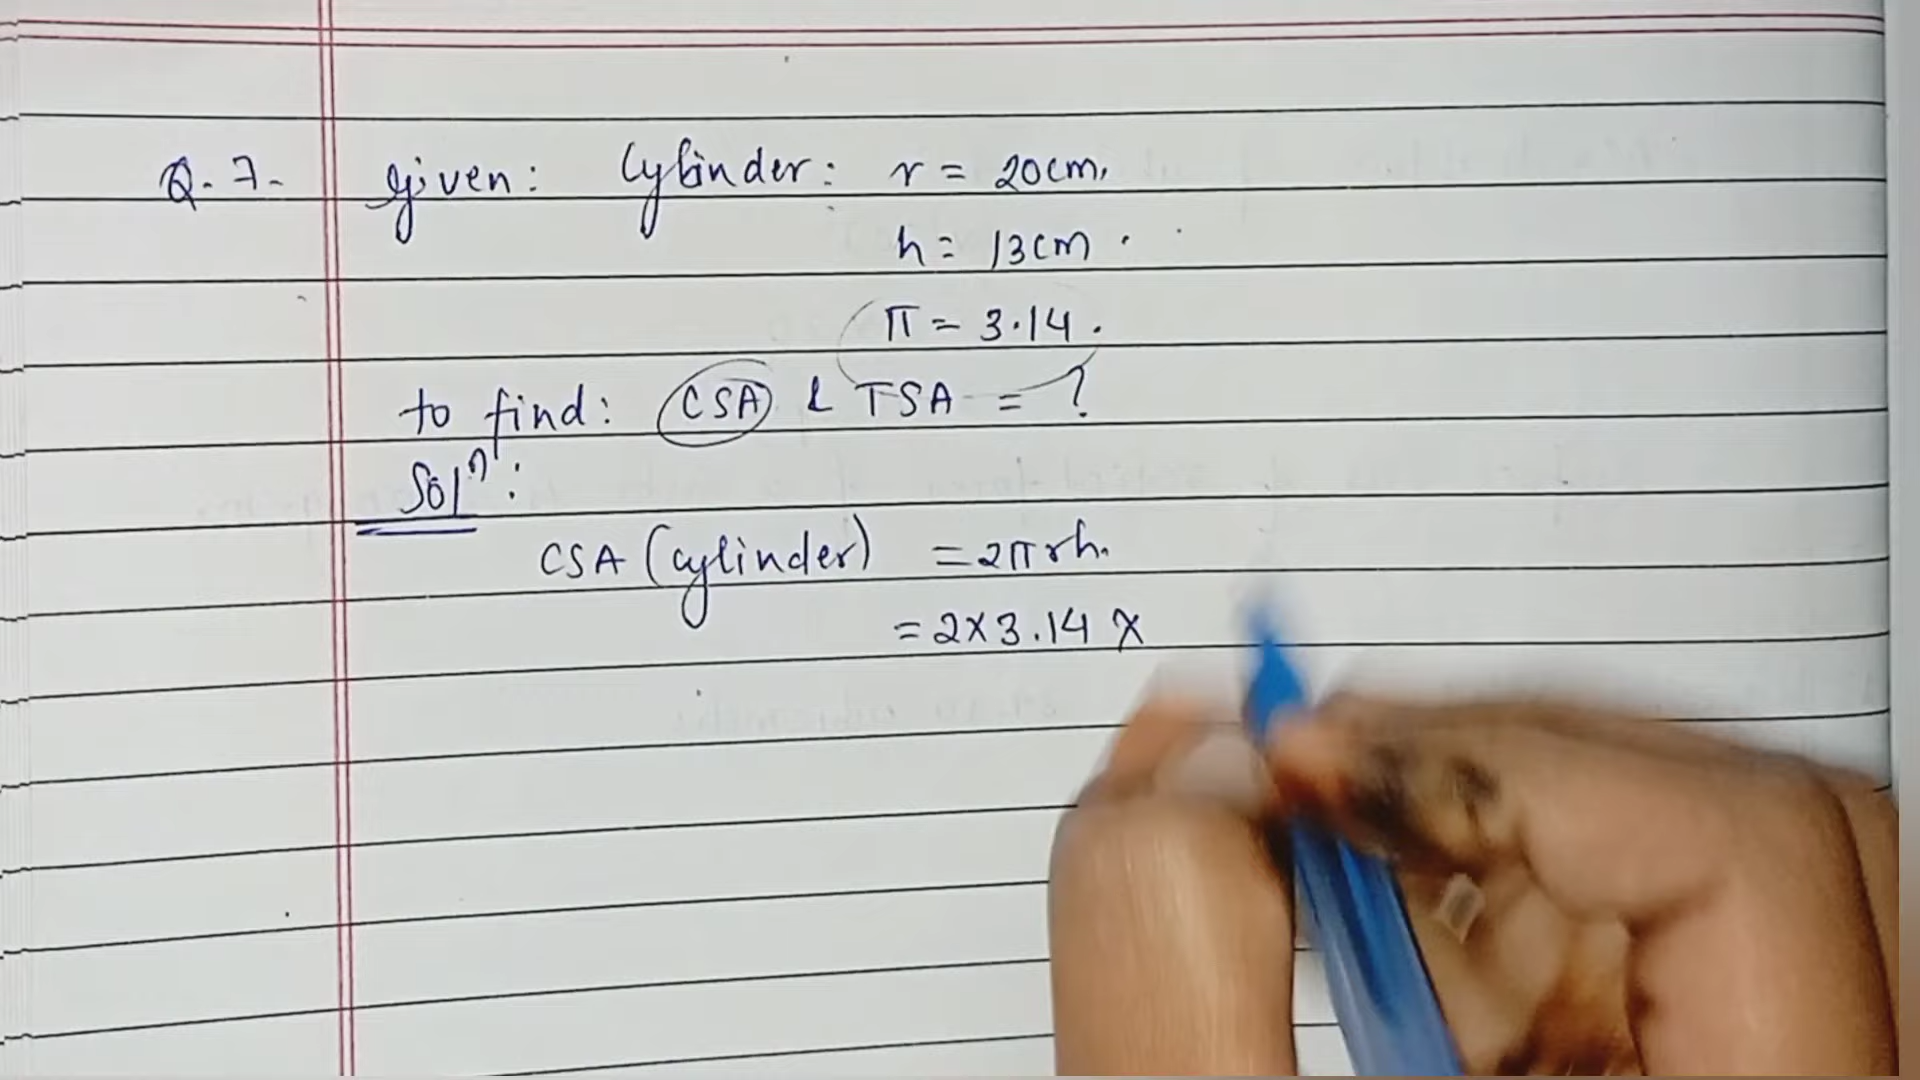 Q. 7. Given: Cylinder: r = 20cm.
h = 13cm.
π = 3.14.
to find: CSA & TSA = ?
Solⁿ:
CSA (cylinder) = 2πrh.
= 2×3.14 ×